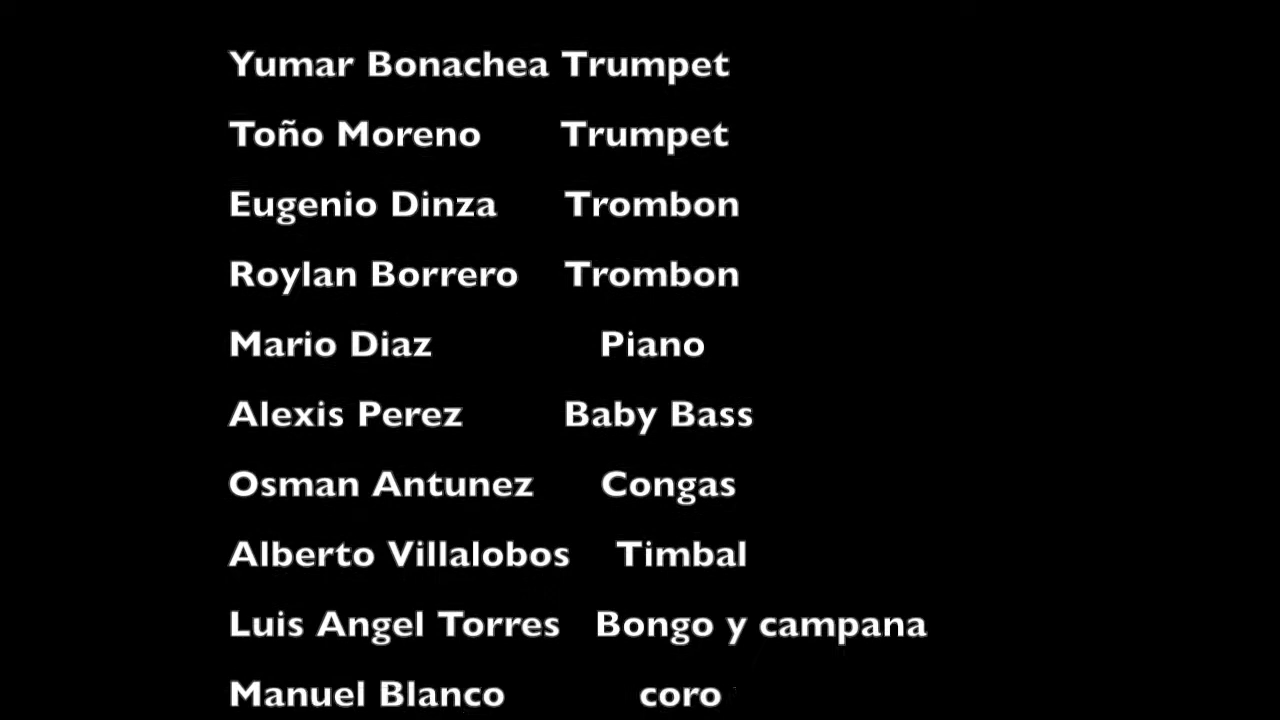 Yumar Bonachea Trumpet
Toño Moreno Trumpet
Eugenio Dinza Trombon
Roylan Borrero Trombon
Mario Diaz Piano
Alexis Perez Baby Bass
Osman Antunez Congas
Alberto Villalobos Timbal
Luis Angel Torres Bongo y campana
Manuel Blanco coro